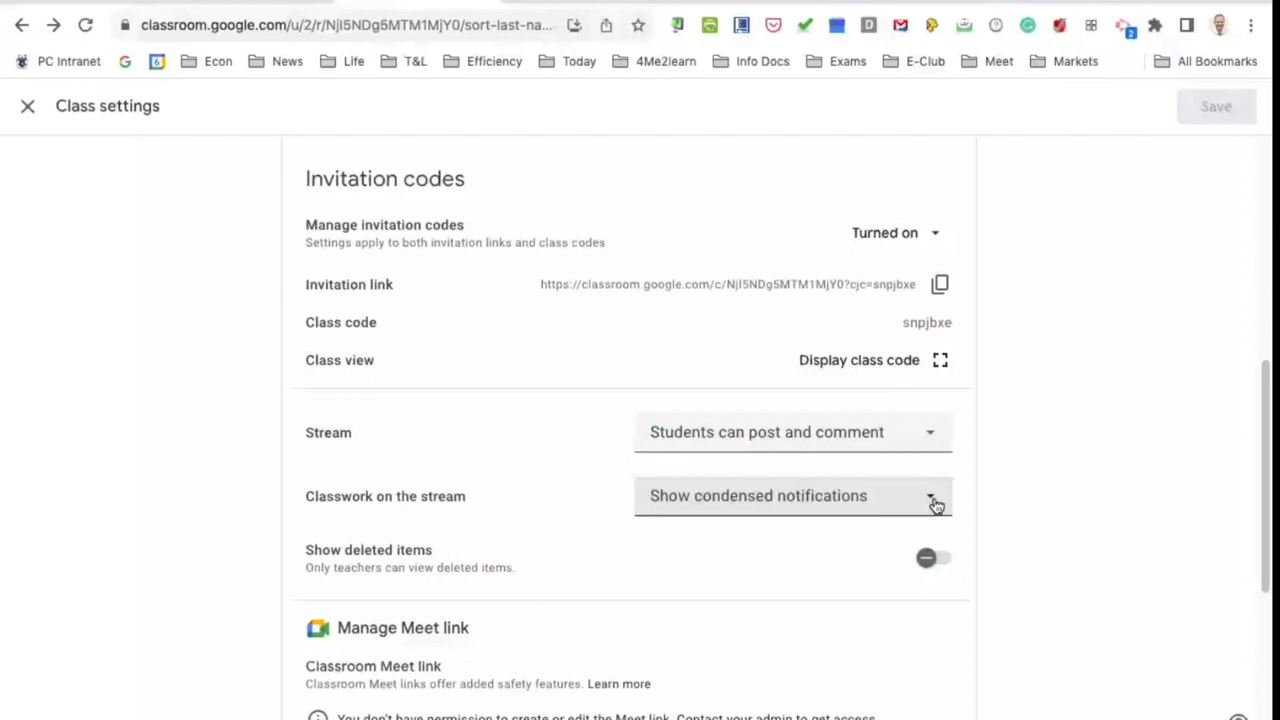 classroom.google.com/u/2/r/NjI5NDg5MTM1MjY0/sort-last-na...
2
PC Intranet
6
Econ
News
Life
T&L
Efficiency
Today
4Me2learn
Info Docs
Exams
E-Club
Meet
Markets
All Bookmarks
Class settings
Save
Invitation codes
Manage invitation codes
Settings apply to both invitation links and class codes
Turned on
Invitation link
https://classroom.google.com/c/NjI5NDg5MTM1MjY0?cjc=snpjbxe
Class code
snpjbxe
Class view
Display class code
Stream
Students can post and comment
Classwork on the stream
Show condensed notifications
Show deleted items
Only teachers can view deleted items.
Manage Meet link
Classroom Meet link
Classroom Meet links offer added safety features. Learn more
You don't have permission to create or edit the Meet link. Contact your admin to get access